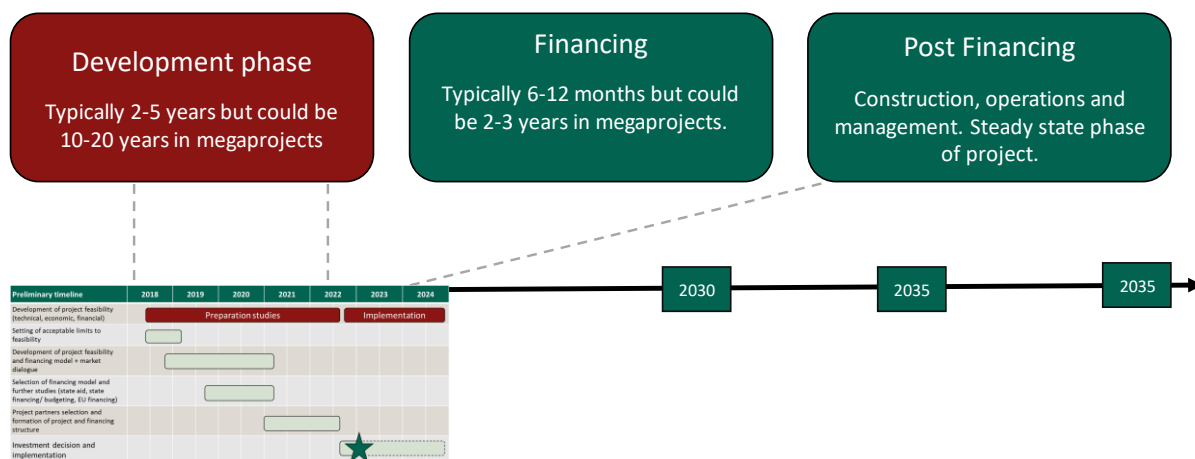 Development phase
Typically 2-5 years but could be
10-20 years in megaprojects
Financing
Typically 6-12 months but could
be 2-3 years in megaprojects.
Post Financing
Construction, operations and
management. Steady state phase
of project.
2030
2035
2035
Preliminary timeline 2018 2019 2020 2021 2022 2023 2024
Development of project feasibility
(technical, economic, financial)
Preparation studies
Implementation
Setting of acceptable limits to
feasibility
Development of project feasibility
and financing model + market
dialogue
Selection of financing model and
further studies (state aid, state
financing/ budgeting, EU financing)
Project partners selection and
formation of project and financing
structure
Investment decision and
implementation